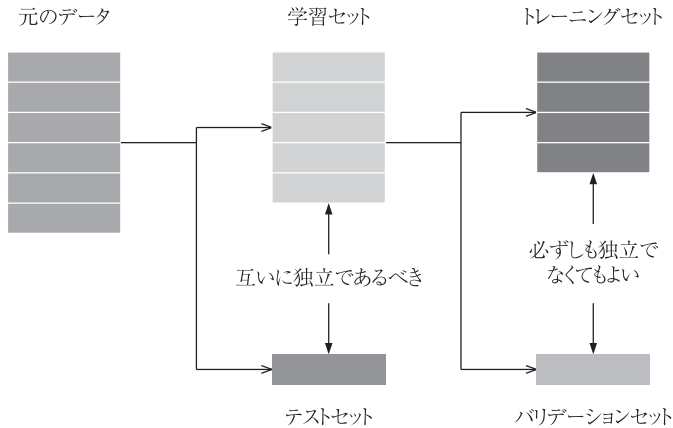 元のデータ
学習セット
トレーニングセット
互いに独立であるべき
必ずしも独立で
なくてもよい
テストセット
バリデーションセット